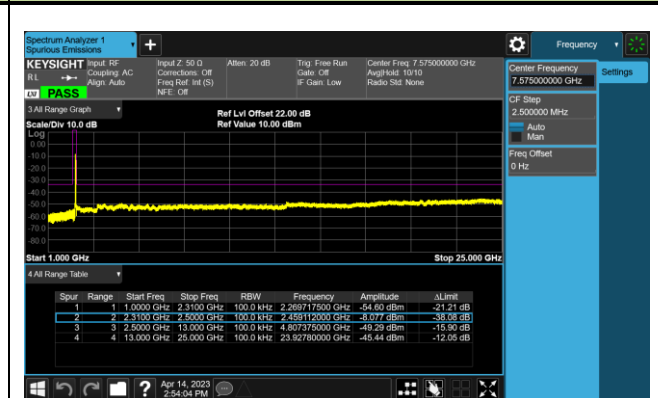 Spectrum Analyzer 1
Spurious Emissions
Frequency
KEYSIGHT
RL
LXI PASS
Input: RF
Coupling: AC
Align: Auto
Input Z: 50 Ω
Corrections: Off
Freq Ref: Int (S)
NFE: Off
Atten: 20 dB
Trig: Free Run
Gate: Off
IF Gain: Low
Center Freq: 7.575000000 GHz
Avg|Hold: 10/10
Radio Std: None
Center Frequency
7.575000000 GHz
Settings
CF Step
2.500000 MHz
Auto
Man
Freq Offset
0 Hz
3 All Range Graph
Scale/Div 10.0 dB
Ref Lvl Offset 22.00 dB
Ref Value 10.00 dBm
Log
0.00
-10.0
-20.0
-30.0
-40.0
-50.0
-60.0
-70.0
-80.0
Start 1.000 GHz
Stop 25.000 GHz
4 All Range Table
Spur Range Start Freq Stop Freq RBW Frequency Amplitude ΔLimit
1 1 1.0000 GHz 2.3100 GHz 100.0 kHz 2.269717500 GHz -54.60 dBm -21.21 dB
2 2 2.3100 GHz 2.5000 GHz 100.0 kHz 2.459112000 GHz -8.077 dBm -38.08 dB
3 3 2.5000 GHz 13.000 GHz 100.0 kHz 4.807375000 GHz -49.29 dBm -15.90 dB
4 4 13.000 GHz 25.000 GHz 100.0 kHz 23.92780000 GHz -45.44 dBm -12.05 dB
Apr 14, 2023
2:54:04 PM